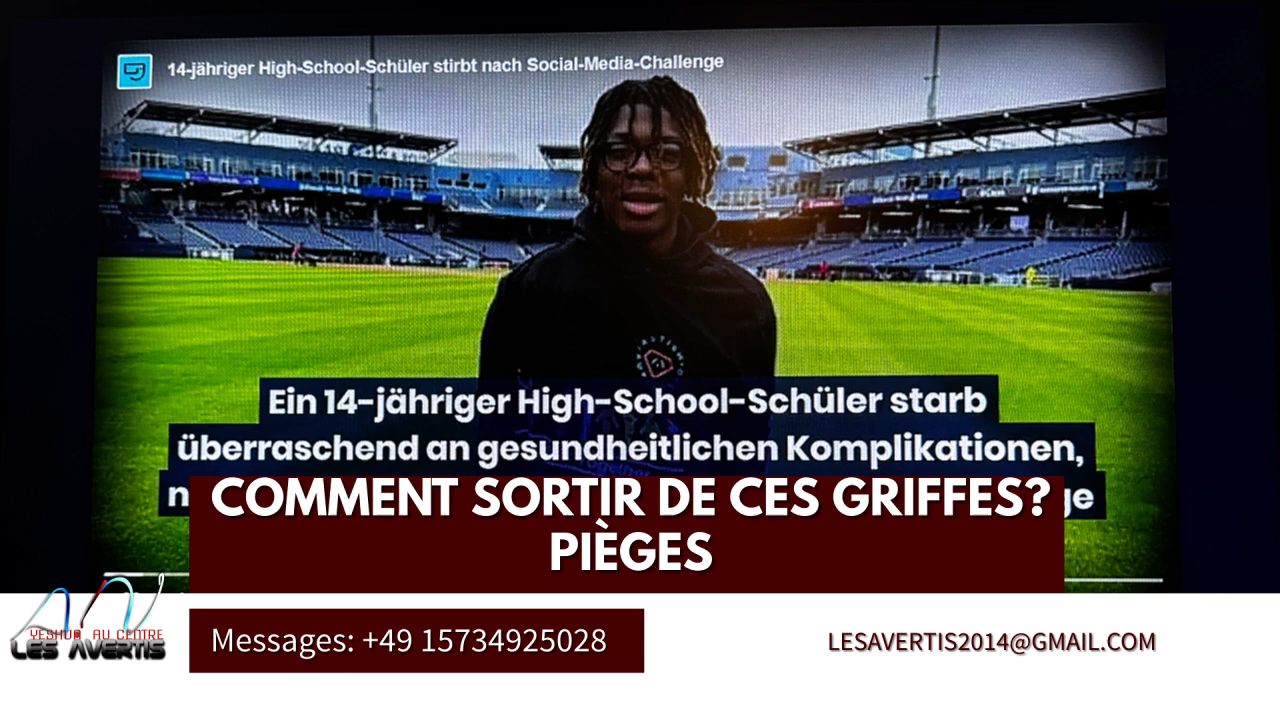 14-jähriger High-School-Schüler stirbt nach Social-Media-Challenge
Ein 14-jähriger High-School-Schüler starb
überraschend an gesundheitlichen Komplikationen,
COMMENT SORTIR DE CES GRIFFES?
PIÈGES
YESHUA AU CENTRE
LES AVERTIS
Messages: +49 15734925028
LESAVERTIS2014@GMAIL.COM